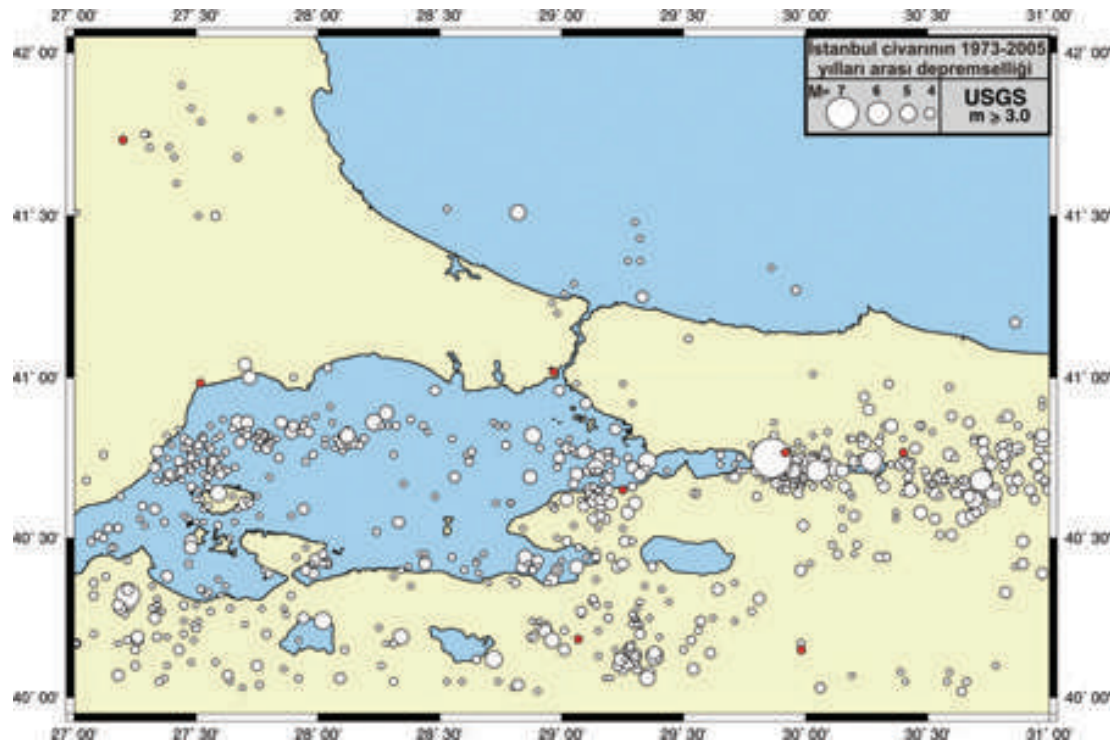 27° 00' 27° 30' 28° 00' 28° 30' 29° 00' 29° 30' 30° 00' 30° 30' 31° 00'
42° 00' 42° 00'
İstanbul civarının 1973-2005
yılları arası depremselliği
M= 7 6 5 4
USGS
m ⩾ 3.0
41° 30' 41° 30'
41° 00' 41° 00'
40° 30' 40° 30'
40° 00' 40° 00'
27° 00' 27° 30' 28° 00' 28° 30' 29° 00' 29° 30' 30° 00' 30° 30' 31° 00'